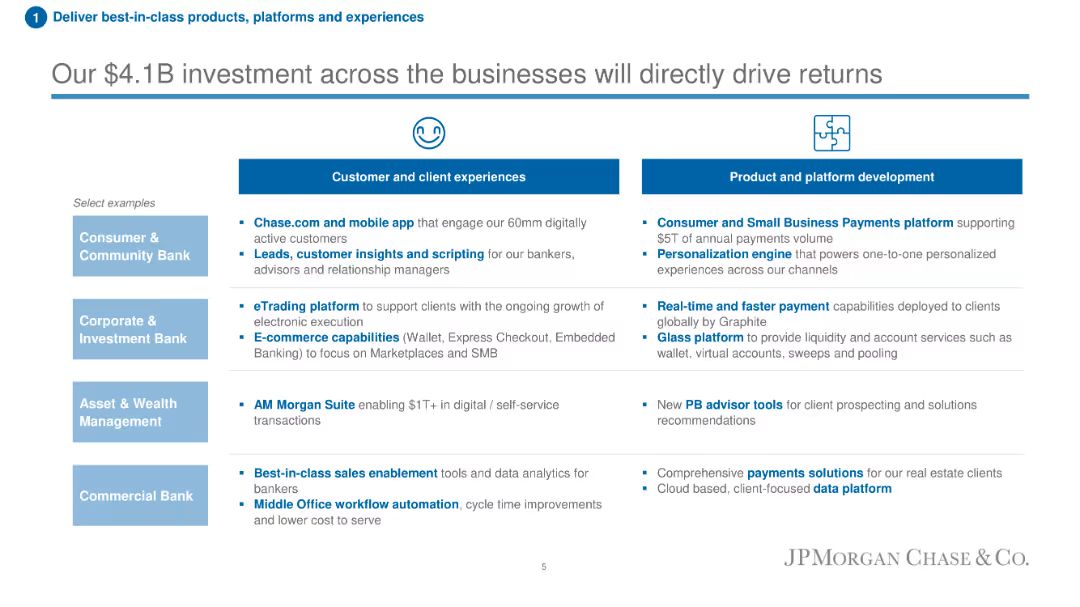 1 Deliver best-in-class products, platforms and experiences
Our $4.1B investment across the businesses will directly drive returns
Customer and client experiences
Product and platform development
Select examples
Consumer &
Community Bank
▪ Chase.com and mobile app that engage our 60mm digitally
active customers
▪ Leads, customer insights and scripting for our bankers,
advisors and relationship managers
▪ Consumer and Small Business Payments platform supporting
$5T of annual payments volume
▪ Personalization engine that powers one-to-one personalized
experiences across our channels
Corporate &
Investment Bank
▪ eTrading platform to support clients with the ongoing growth of
electronic execution
▪ E-commerce capabilities (Wallet, Express Checkout, Embedded
Banking) to focus on Marketplaces and SMB
▪ Real-time and faster payment capabilities deployed to clients
globally by Graphite
▪ Glass platform to provide liquidity and account services such as
wallet, virtual accounts, sweeps and pooling
Asset & Wealth
Management
▪ AM Morgan Suite enabling $1T+ in digital / self-service
transactions
▪ New PB advisor tools for client prospecting and solutions
recommendations
Commercial Bank
▪ Best-in-class sales enablement tools and data analytics for
bankers
▪ Middle Office workflow automation, cycle time improvements
and lower cost to serve
▪ Comprehensive payments solutions for our real estate clients
▪ Cloud based, client-focused data platform
5
JPMORGAN CHASE & CO.